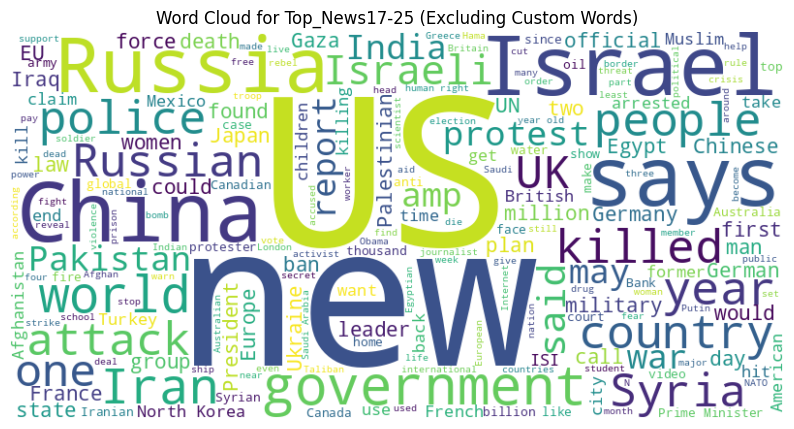 Word Cloud for Top_News17-25 (Excluding Custom Words)
support army made live free rebel Greece Britain Hama cut many rule crisis help
EU force death Gaza India since official Muslim top
Iraq Russia Israeli Israel oil border threat part least political around
claim Mexico found troop head human right order arrested take
kill police women Japan case children report killing Palestinian UN two people
pay soldier dead power law Russian US scientist election year old protest Egypt Chinese
according fight global national could Canadian worker accused anti aid get water Saudi show make three become
China amp UK says British Germany Australia
reveal violence bomb prison end protester thousand time find die million face still member first
Pakistan Indian vote London activist Obama journalist week plan killed public man
Afghanistan four fire Afghan warn ban secret want give Internet may former German
world stop Ukraine leader home Egyptian said military drug Bank woman set
strike school Turkey President Europe Australian Saudi Arabia back nation year would
attack new life European court fear Putin country
one deal group even Taliban ISI call war day hit
France ship near Syrian international countries city student major video American
state Iran Iranian North Korea government Canada use used French billion like month N NATO Prime Minister Syria